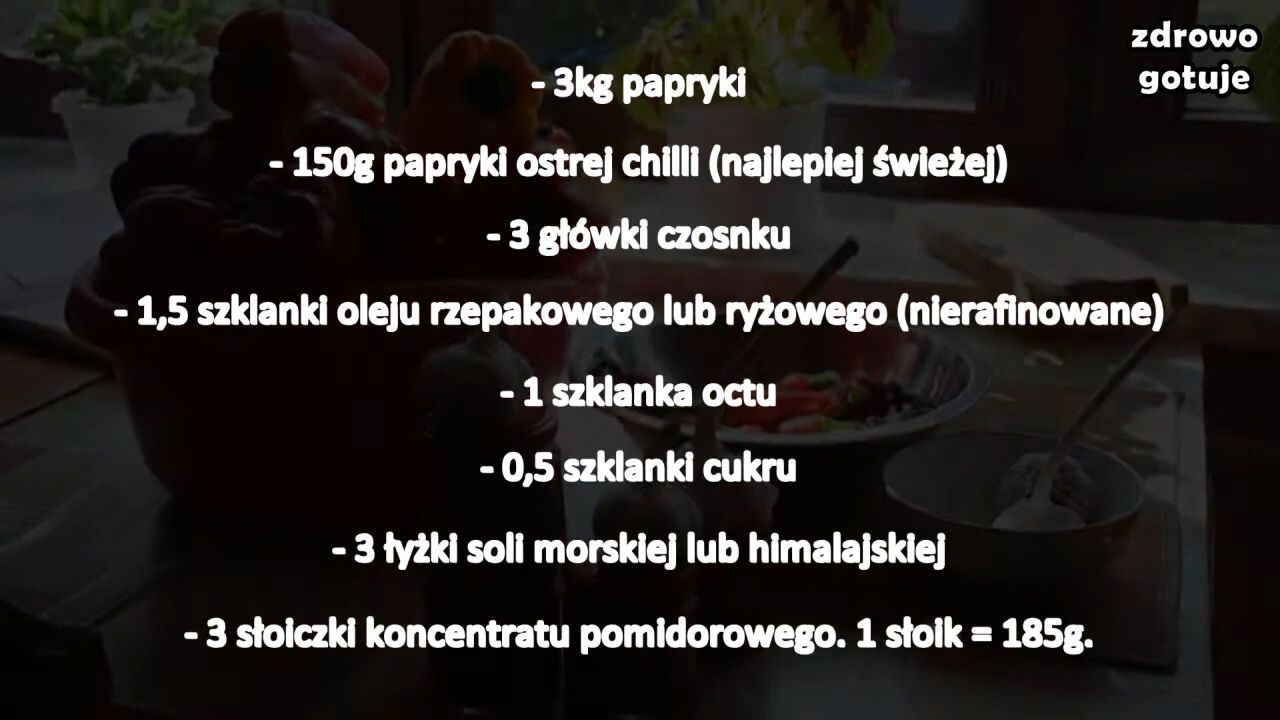 zdrowo
gotuje
- 3kg papryki
- 150g papryki ostrej chilli (najlepiej świeżej)
- 3 główki czosnku
- 1,5 szklanki oleju rzepakowego lub ryżowego (nierafinowane)
- 1 szklanka octu
- 0,5 szklanki cukru
- 3 łyżki soli morskiej lub himalajskiej
- 3 słoiczki koncentratu pomidorowego. 1 słoik = 185g.